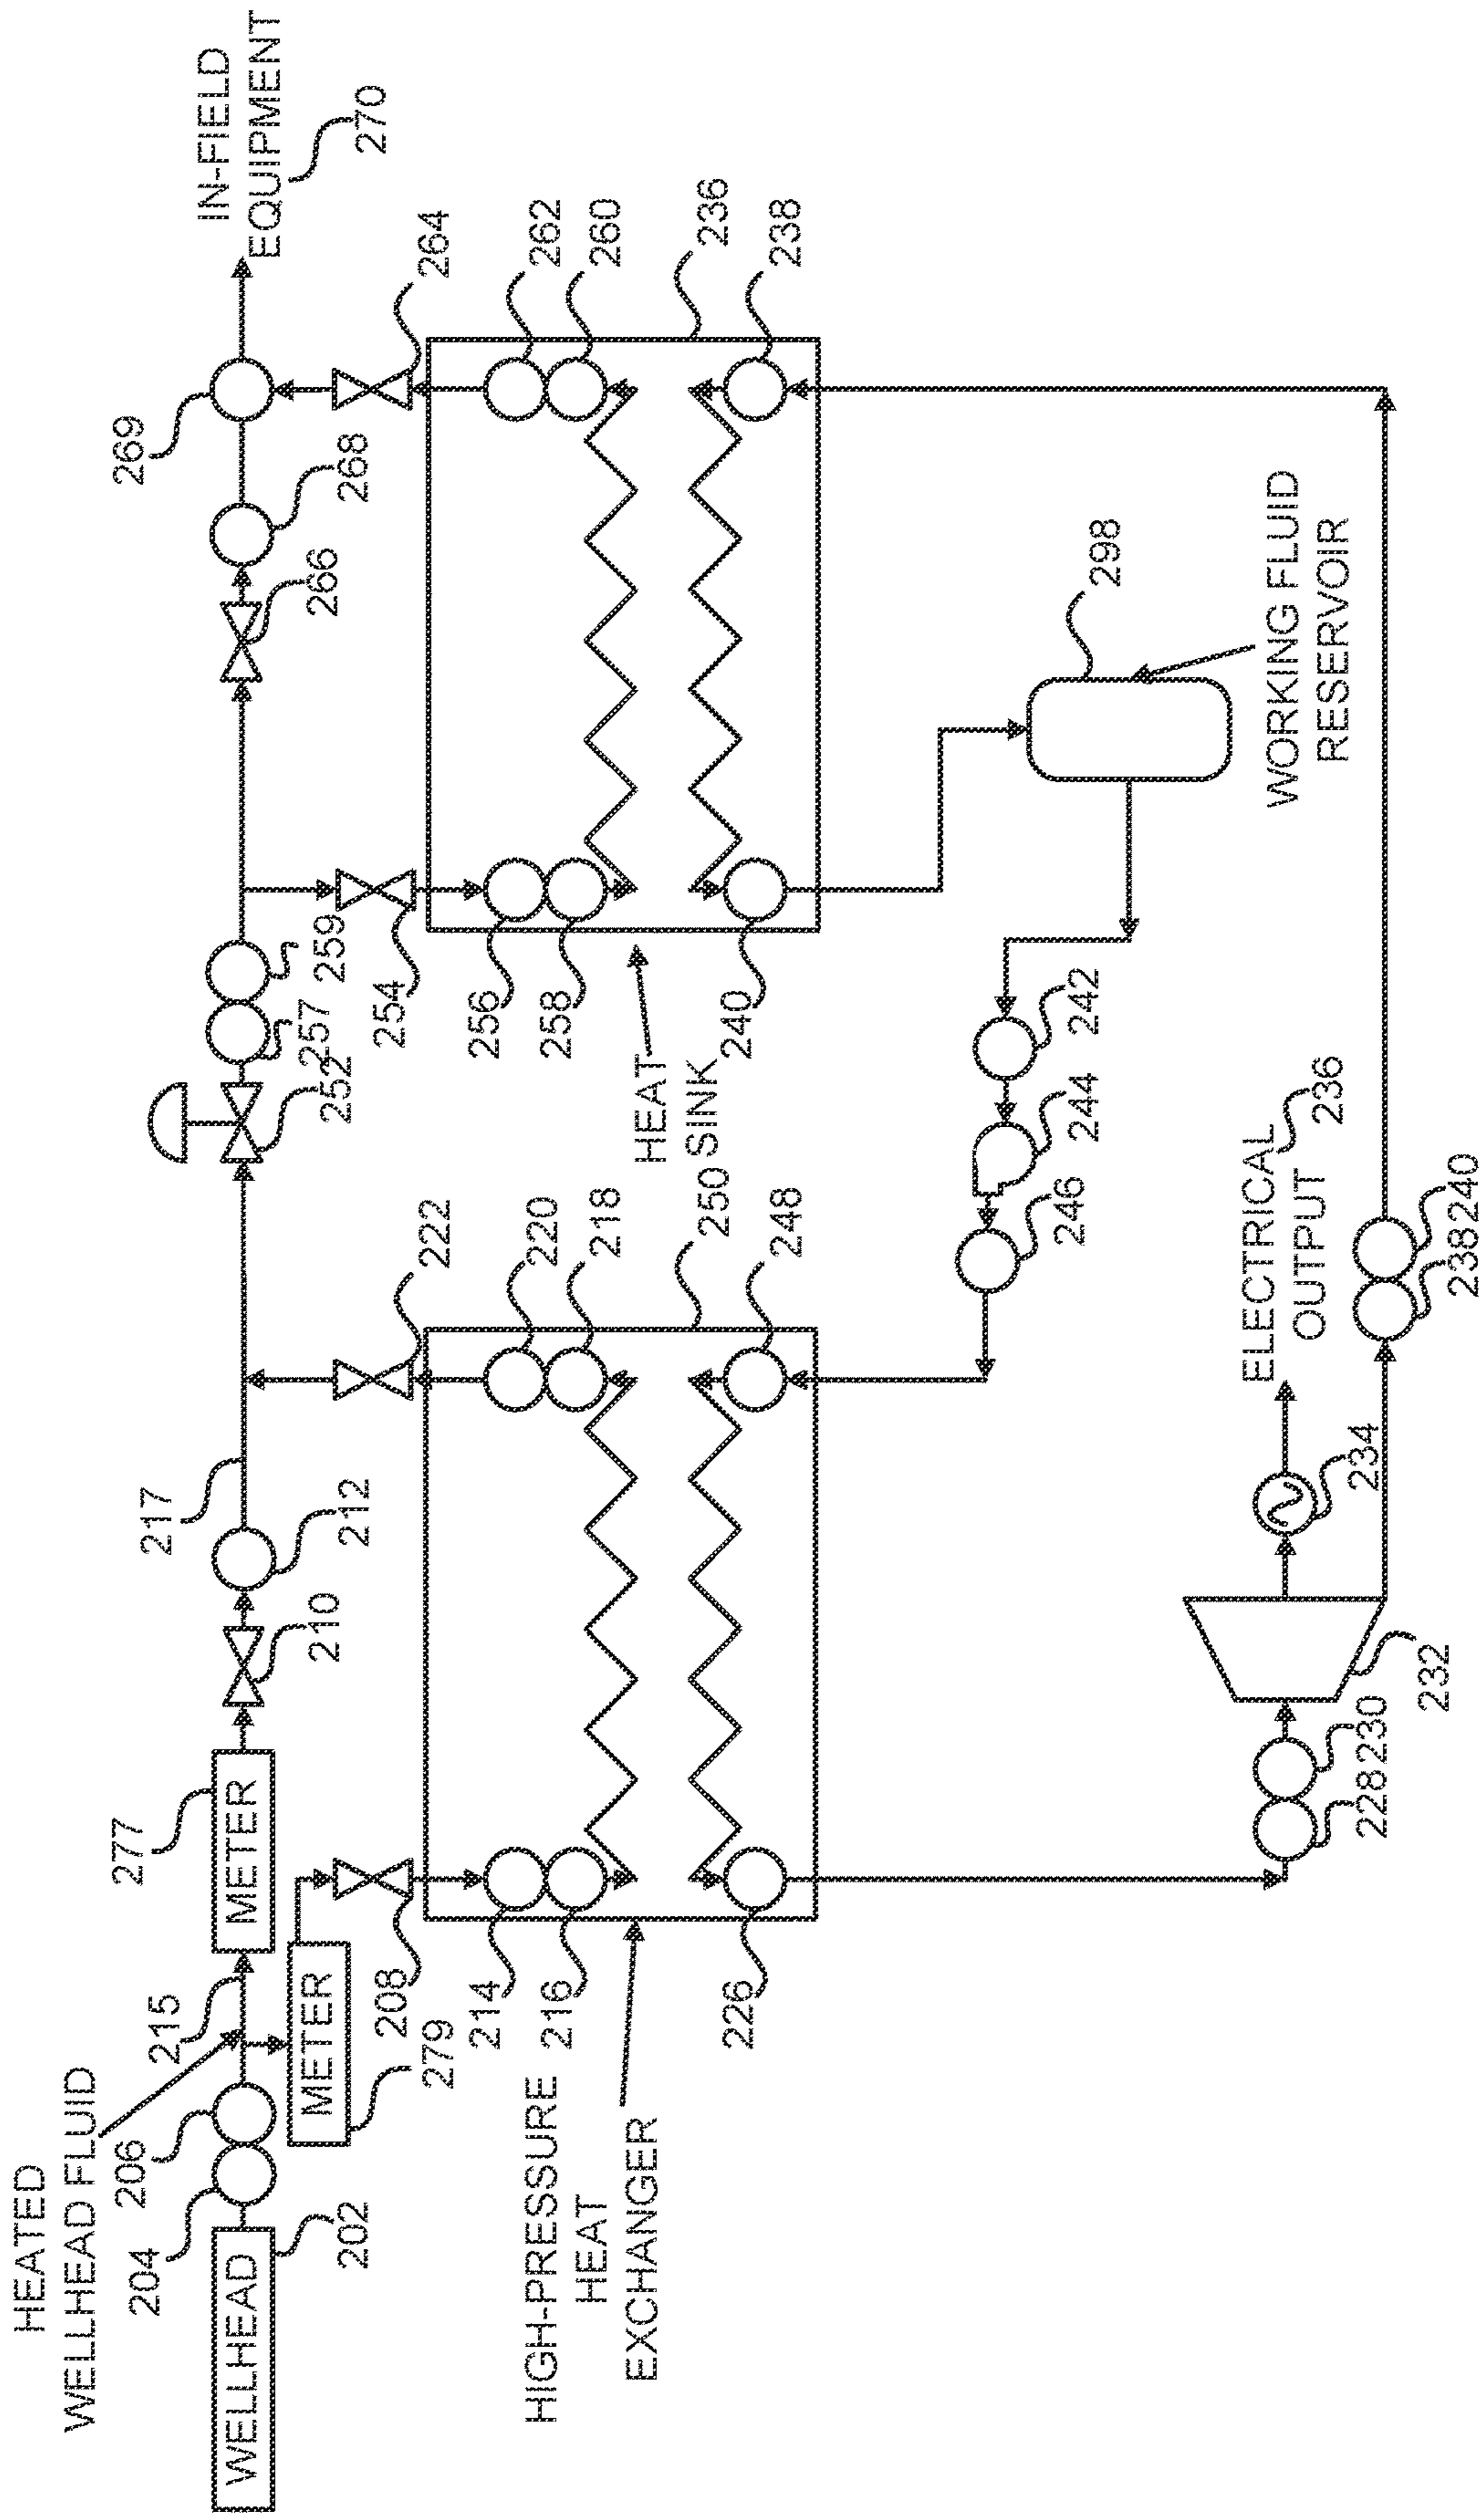 HEATED
WELLHEAD FLUID
IN-FIELD
EQUIPMENT
270
204
206
215
277
217
269
WELLHEAD
202
METER
METER
279
210
212
252
257
259
266
268
208
222
254
264
214
216
220
218
256
258
262
260
HIGH-PRESSURE
HEAT
EXCHANGER
250
HEAT
SINK
236
226
248
240
238
246
244
242
298
WORKING FLUID
RESERVOIR
228
230
232
234
ELECTRICAL
OUTPUT
236
238
240